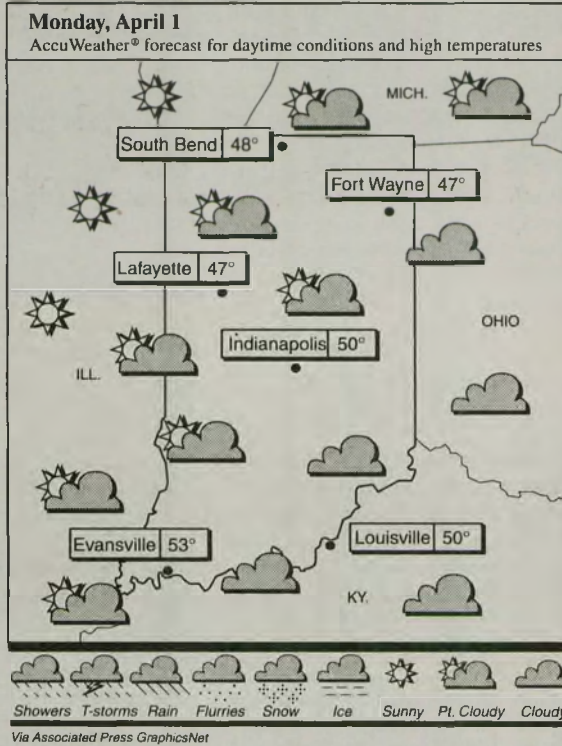 Monday, April 1
AccuWeather® forecast for daytime conditions and high temperatures
MICH.
South Bend 48°
Fort Wayne 47°
Lafayette 47°
OHIO
Indianapolis 50°
ILL.
Evansville 53°
Louisville 50°
KY.
Showers T-storms Rain Flurries Snow Ice Sunny Pt. Cloudy Cloudy
Via Associated Press GraphicsNet